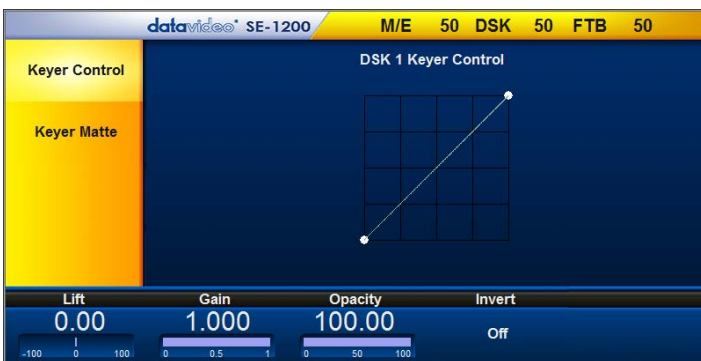 datavideo SE-1200 M/E 50 DSK 50 FTB 50
Keyer Control
DSK 1 Keyer Control
Keyer Matte
Lift Gain Opacity Invert
0.00 1.000 100.00 Off
-100 0 100 0 0.5 1 0 50 100